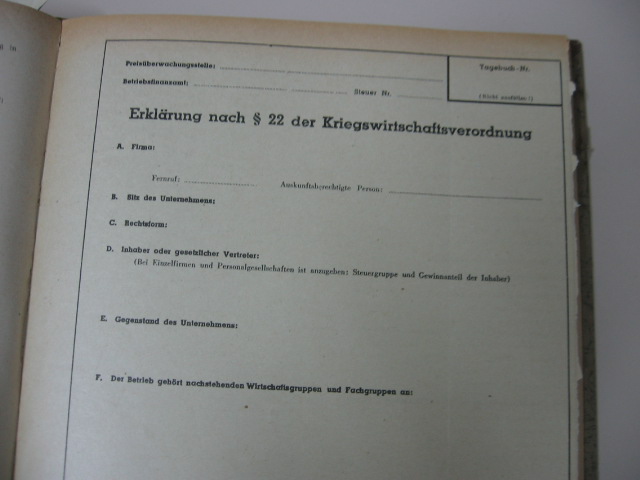 Preisüberwachungsstelle:
Tagebuch-Nr.
Betriebsfinanzamt:
Steuer Nr.
(Nicht ausfüllen!)
Erklärung nach § 22 der Kriegswirtschaftsverordnung
A. Firma:
Fernruf:
Auskunftsberechtigte Person:
B. Sitz des Unternehmens:
C. Rechtsform:
D. Inhaber oder gesetzlicher Vertreter:
(Bei Einzelfirmen und Personalgesellschaften ist anzugeben: Steuergruppe und Gewinnanteil der Inhaber)
E. Gegenstand des Unternehmens:
F. Der Betrieb gehört nachstehenden Wirtschaftsgruppen und Fachgruppen an: